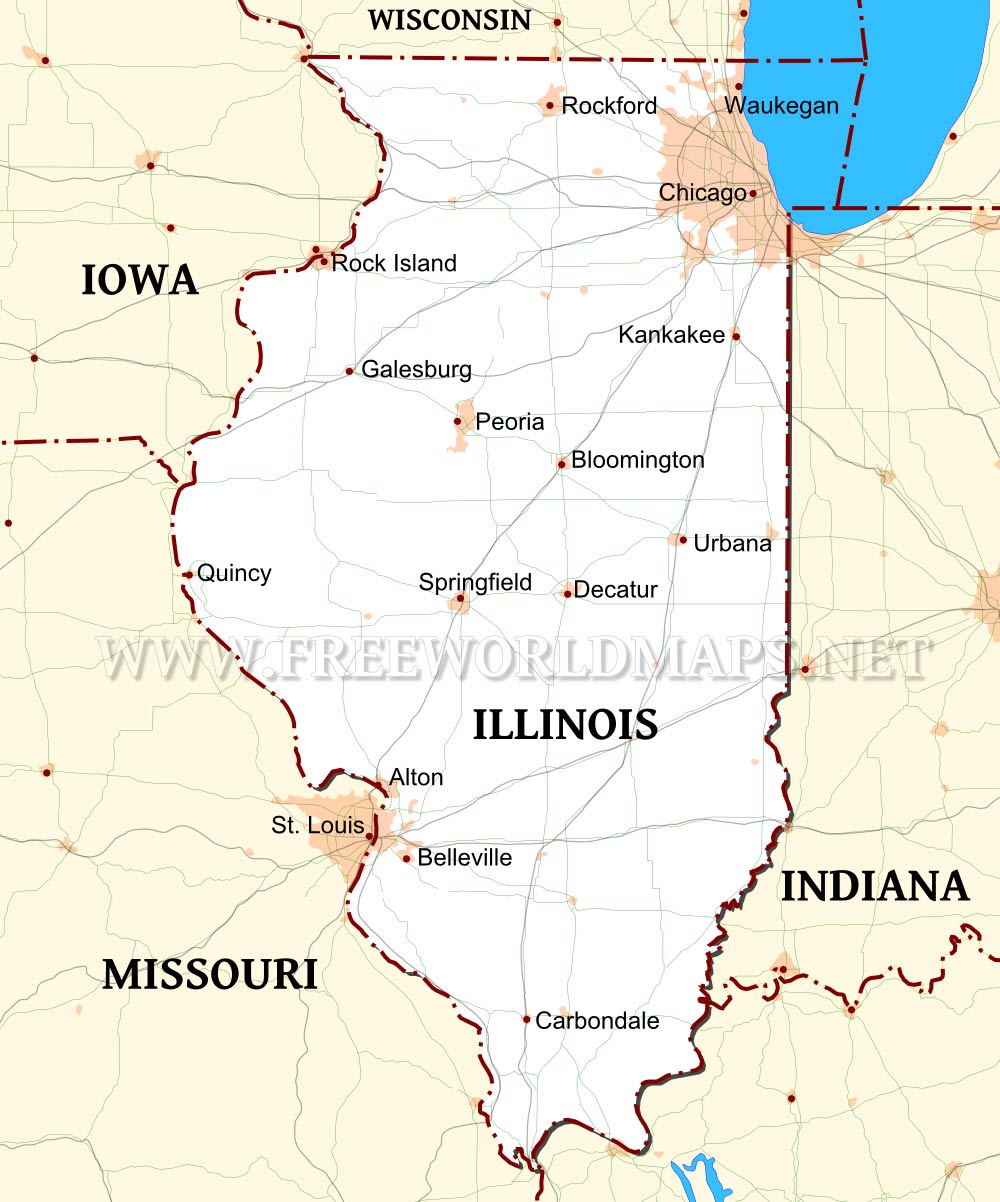 WISCONSIN
Rockford
Waukegan
Chicago
Rock Island
IOWA
Kankakee
Galesburg
Peoria
Bloomington
Urbana
Quincy
Springfield
Decatur
WWW.FREEWORLDMAPS.NET
ILLINOIS
Alton
St. Louis
Belleville
INDIANA
MISSOURI
Carbondale